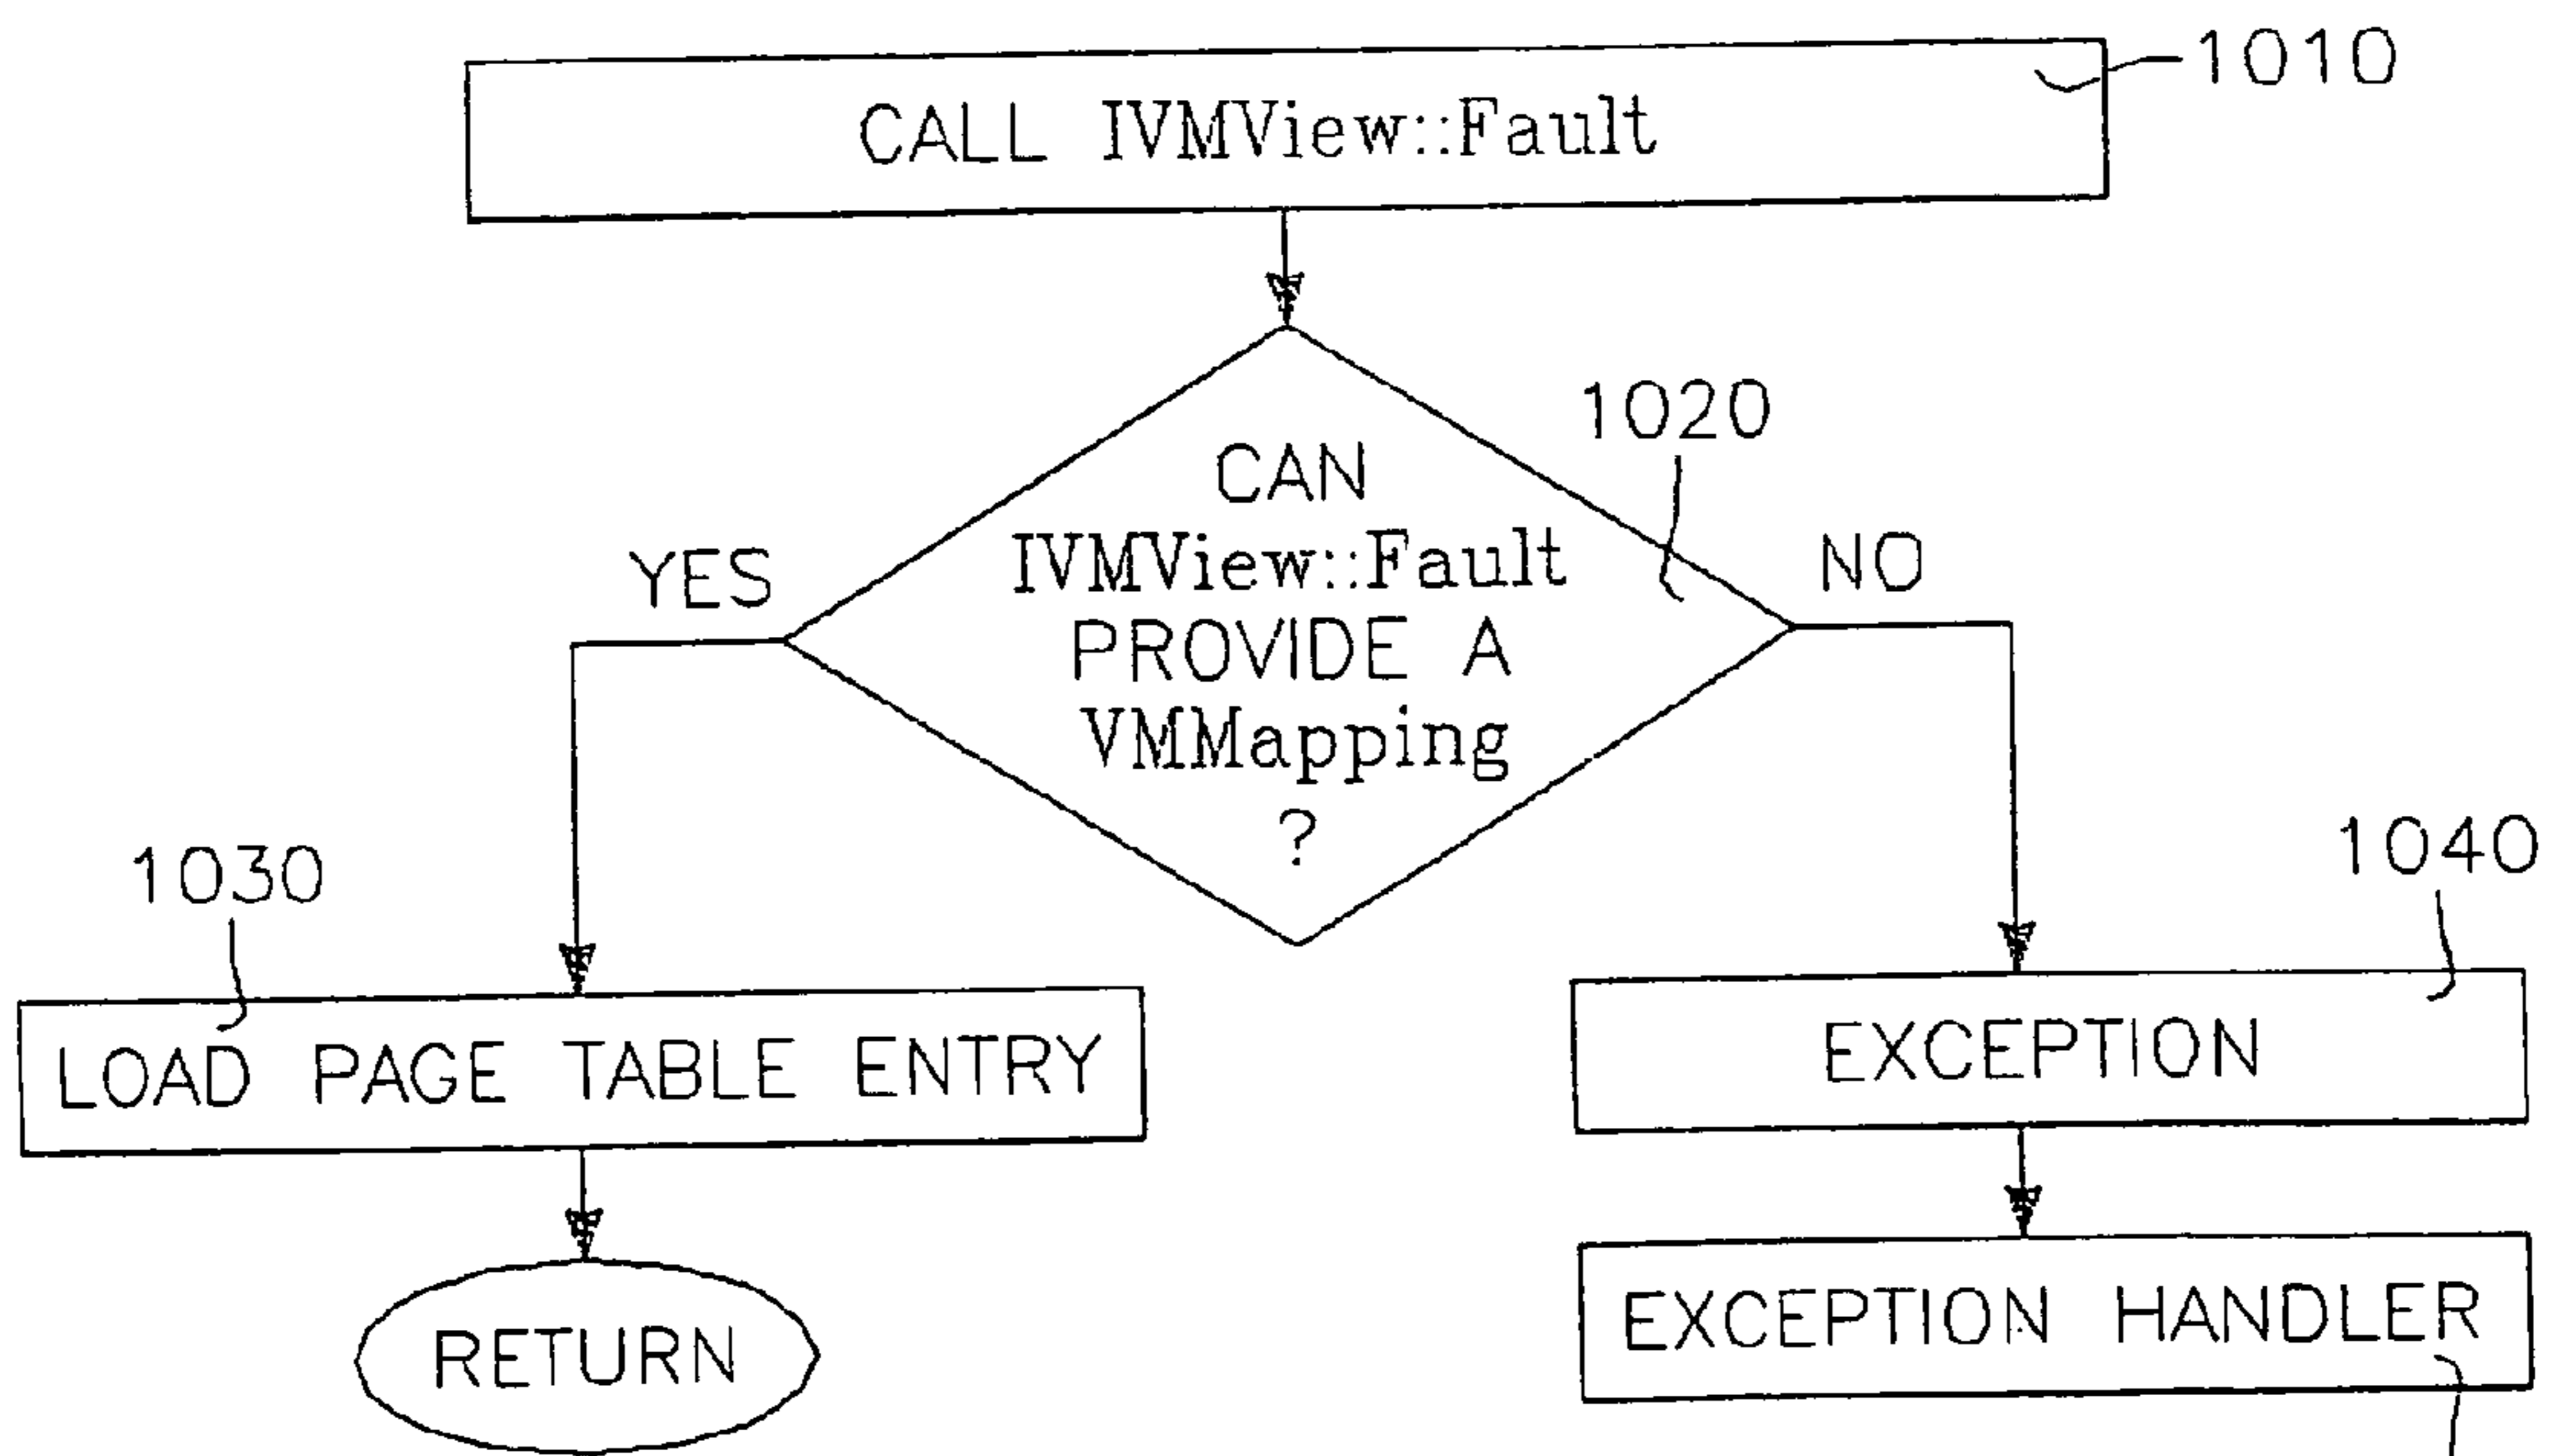 1010
CALL IVMView::Fault
1020
CAN
IVMView::Fault
PROVIDE A
VMMapping
?
YES
NO
1030
1040
LOAD PAGE TABLE ENTRY
EXCEPTION
RETURN
EXCEPTION HANDLER